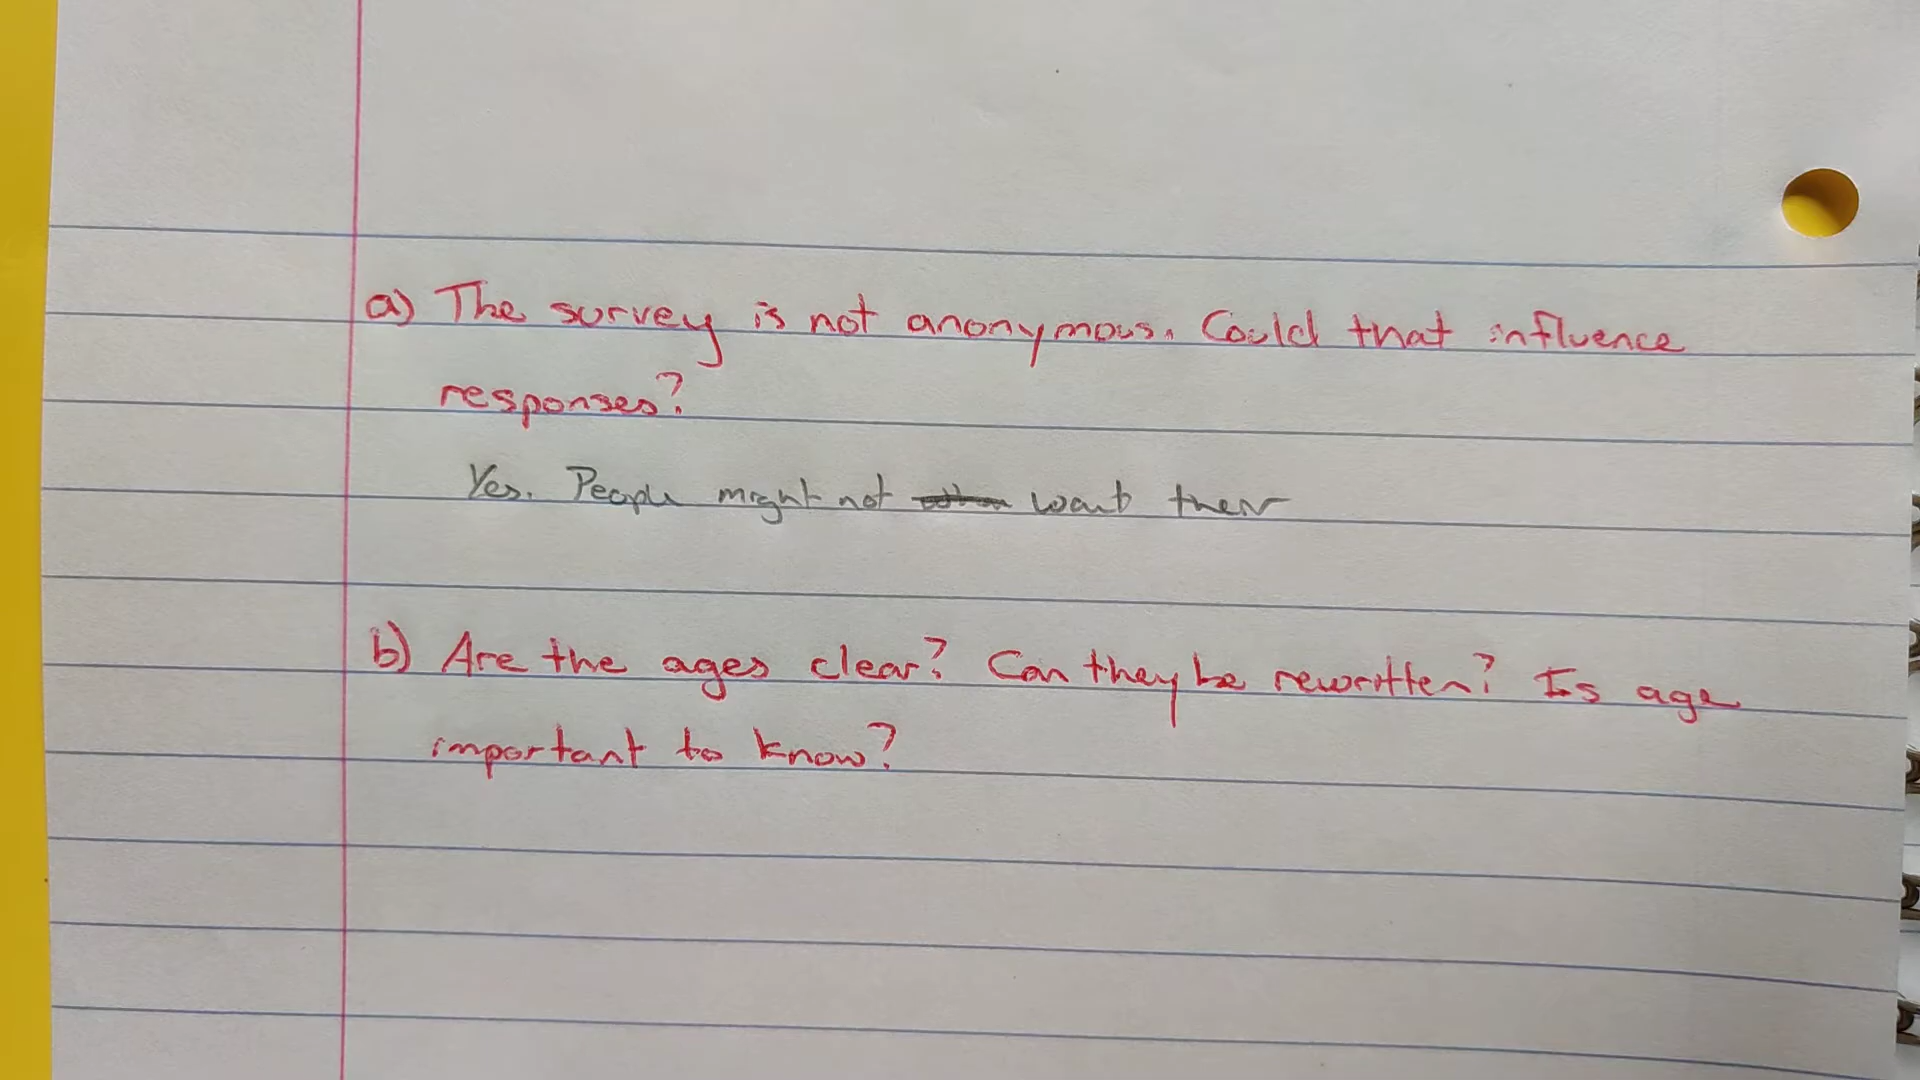 a) The survey is not anonymous. Could that influence
responses?
Yes. People might not want their
b) Are the ages clear? Can they be rewritten? Is age
important to know?